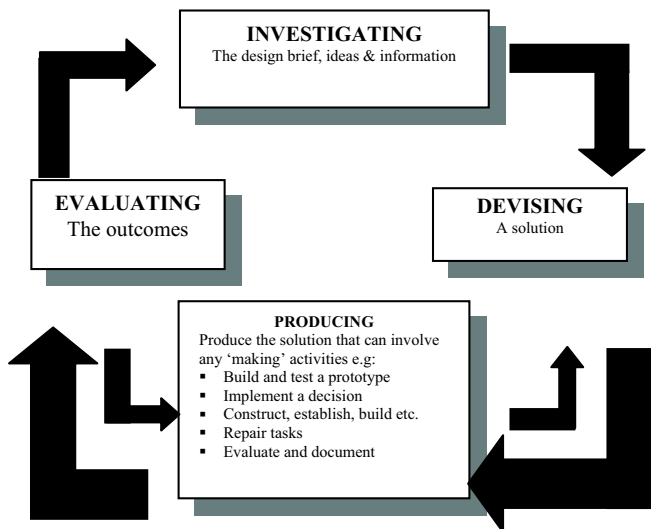 INVESTIGATING
The design brief, ideas & information
EVALUATING
The outcomes
DEVISING
A solution
PRODUCING
Produce the solution that can involve
any ‘making’ activities e.g:
▪ Build and test a prototype
▪ Implement a decision
▪ Construct, establish, build etc.
▪ Repair tasks
▪ Evaluate and document